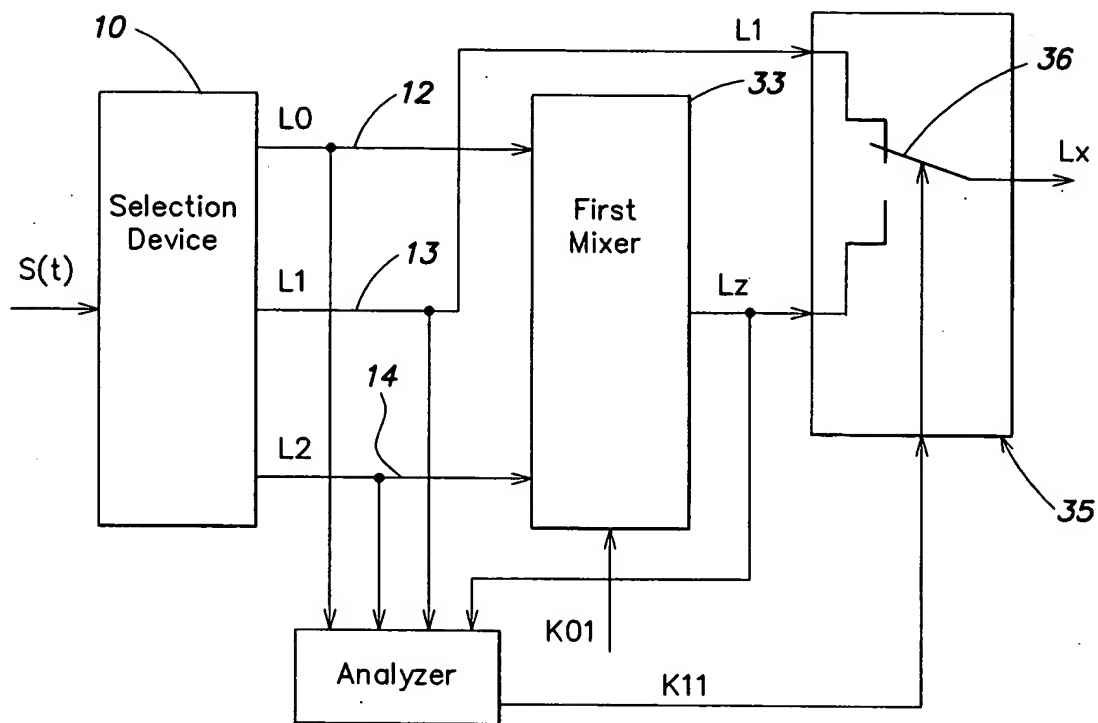 10
L1
36
12
33
L0
Lx
Selection
Device
First
Mixer
13
S(t)
L1
Lz
14
L2
35
K01
Analyzer
K11